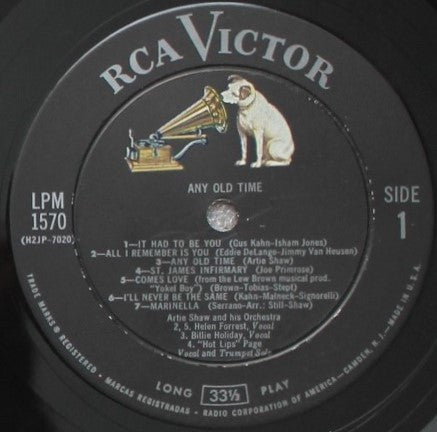 RCA VICTOR
ANY OLD TIME
LPM
1570
(H2JP-7020)
SIDE
1
1—IT HAD TO BE YOU (Gus Kahn-Isham Jones)
2—ALL I REMEMBER IS YOU (Eddie DeLange-Jimmy Van Heusen)
3—ANY OLD TIME (Artie Shaw)
4—ST. JAMES INFIRMARY (Joe Primrose)
5—COMES LOVE (from the Lew Brown musical prod.
"Yokel Boy") (Brown-Tobias-Stept)
6—I'LL NEVER BE THE SAME (Kahn-Malneck-Signorelli)
7—MARINELLA (Serrano-Arr.: Still-Shaw)
Artie Shaw and his Orchestra
2, 5. Helen Forrest, Vocal
3. Billie Holiday, Vocal
4. "Hot Lips" Page
Vocal and Trumpet Solo
LONG 33⅓ PLAY
TRADE MARKS ® REGISTERED • MARCAS REGISTRADAS • RADIO CORPORATION OF AMERICA—CAMDEN, N. J.—MADE IN U.S.A.